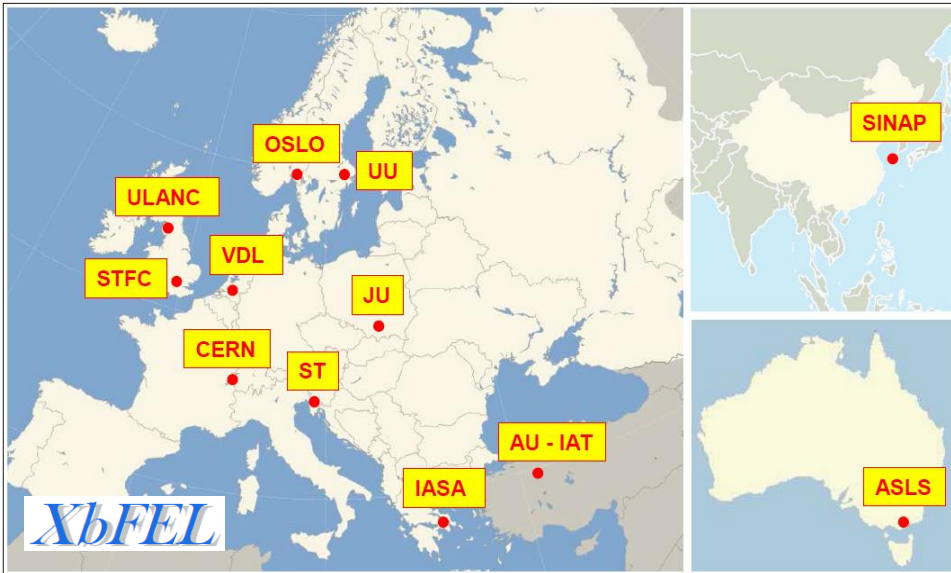 OSLO
UU
SINAP
ULANC
VDL
STFC
JU
CERN
ST
AU - IAT
IASA
ASLS
XbFEL